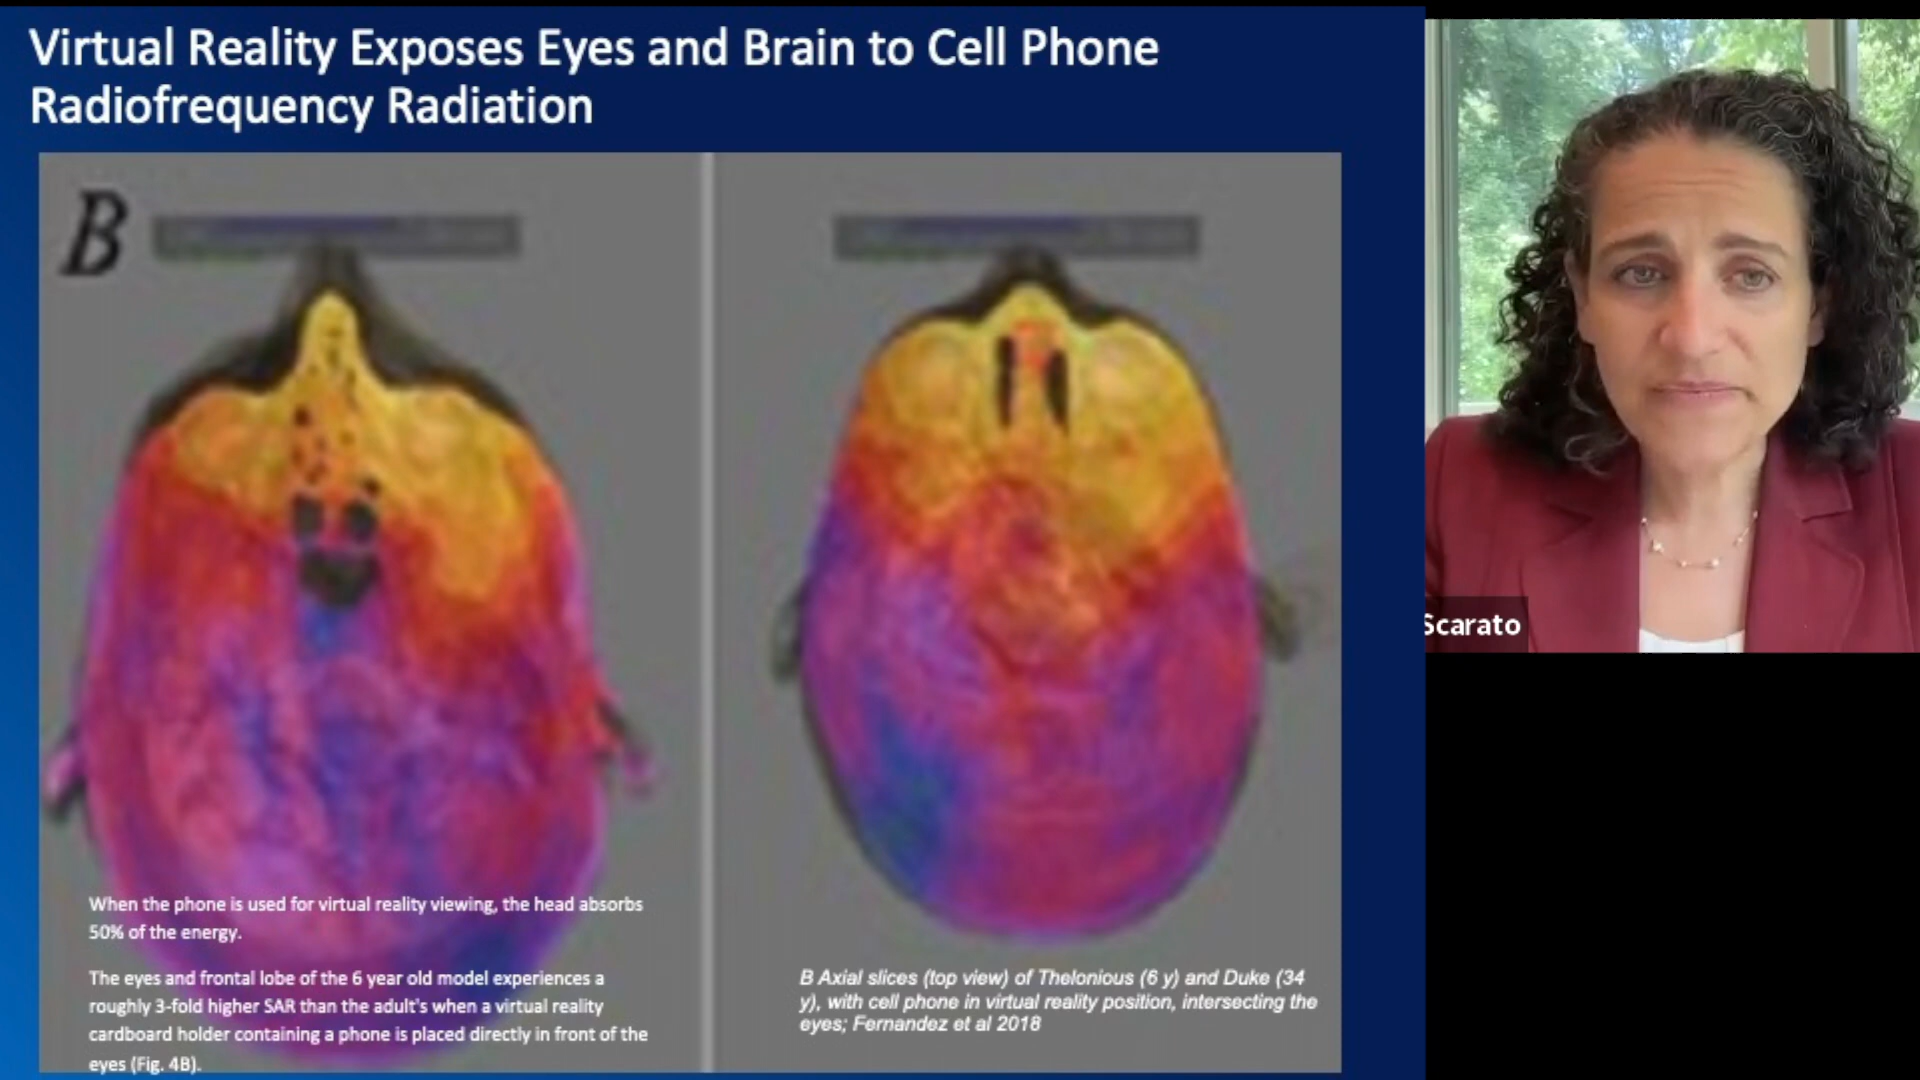 Virtual Reality Exposes Eyes and Brain to Cell Phone
Radiofrequency Radiation
B
When the phone is used for virtual reality viewing, the head absorbs
50% of the energy.
The eyes and frontal lobe of the 6 year old model experiences a
roughly 3-fold higher SAR than the adult's when a virtual reality
cardboard holder containing a phone is placed directly in front of the
eyes (Fig. 4B).
B Axial slices (top view) of Thelonious (6 y) and Duke (34
y), with cell phone in virtual reality position, intersecting the
eyes; Fernandez et al 2018
Scarato